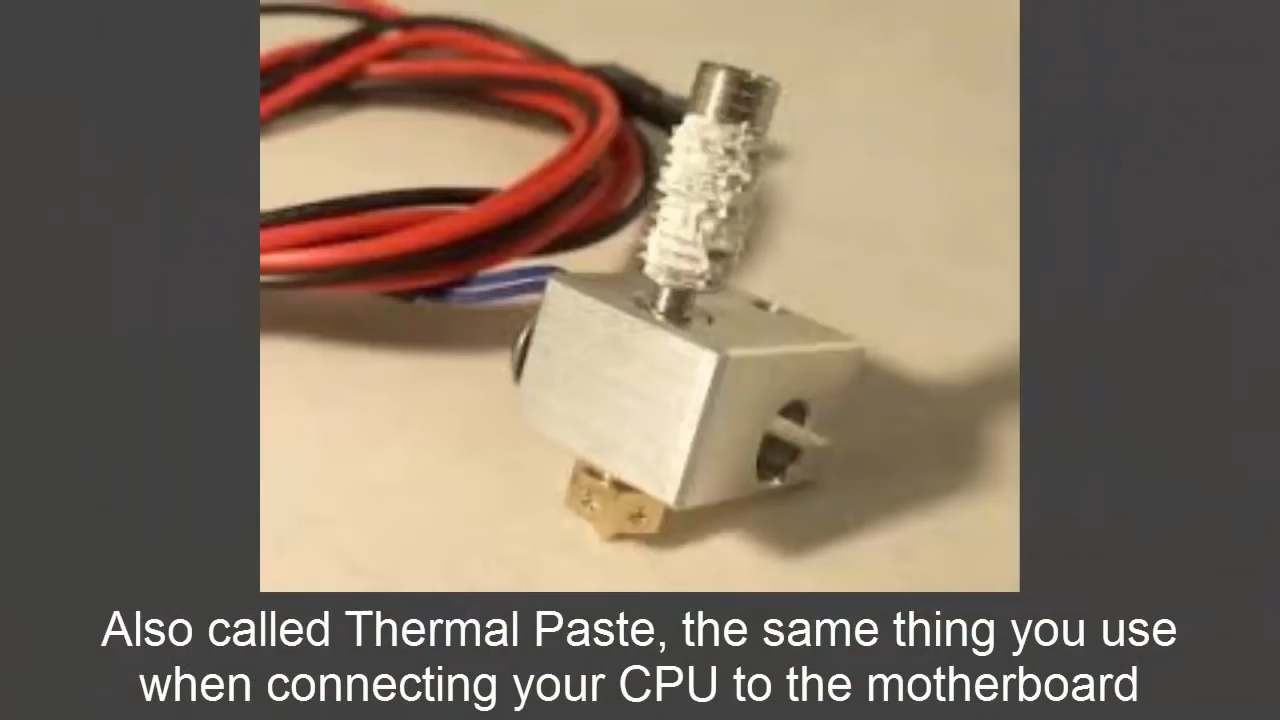 Also called Thermal Paste, the same thing you use
when connecting your CPU to the motherboard